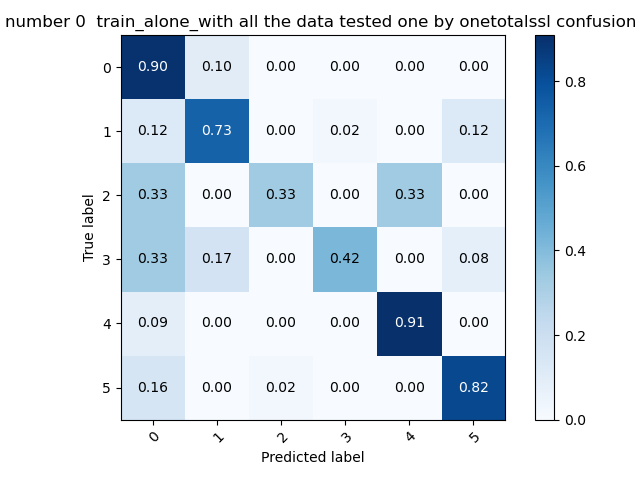 number 0  train_alone_with all the data tested one by onetotalssl confusion
0 0.90 0.10 0.00 0.00 0.00 0.00
1 0.12 0.73 0.00 0.02 0.00 0.12
2 0.33 0.00 0.33 0.00 0.33 0.00
3 0.33 0.17 0.00 0.42 0.00 0.08
4 0.09 0.00 0.00 0.00 0.91 0.00
5 0.16 0.00 0.02 0.00 0.00 0.82
0 1 2 3 4 5
True label
Predicted label
0.8
0.6
0.4
0.2
0.0